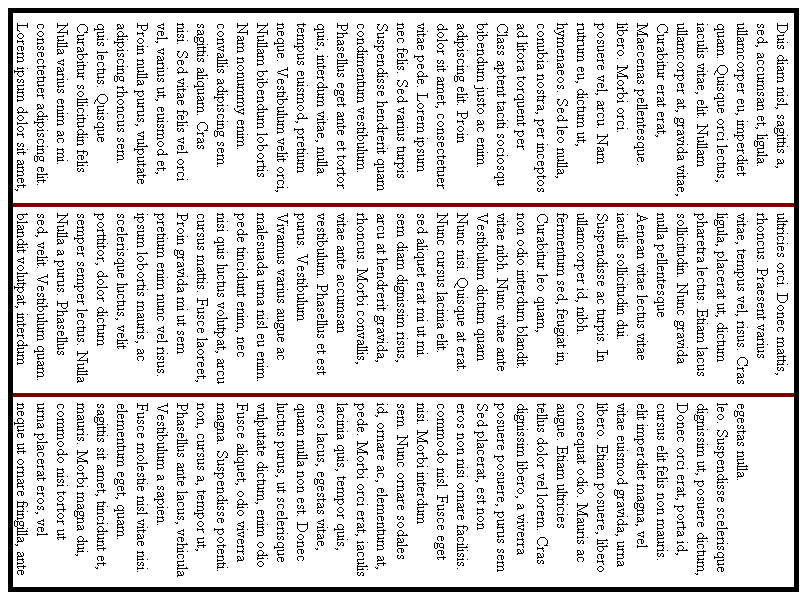 Lorem ipsum dolor sit amet,
consectetuer adipiscing elit.
Nulla varius enim ac mi.
Curabitur sollicitudin felis
quis lectus. Quisque
adipiscing rhoncus sem.
Proin nulla purus, vulputate
vel, varius ut, euismod et,
nisi. Sed vitae felis vel orci
sagittis aliquam. Cras
convallis adipiscing sem.
Nam nonummy enim.
Nullam bibendum lobortis
neque. Vestibulum velit orci,
tempus euismod, pretium
quis, interdum vitae, nulla.
Phasellus eget ante et tortor
condimentum vestibulum.
Suspendisse hendrerit quam
nec felis. Sed varius turpis
vitae pede. Lorem ipsum
dolor sit amet, consectetuer
adipiscing elit. Proin
bibendum justo ac enim.
Class aptent taciti sociosqu
ad litora torquent per
conubia nostra, per inceptos
hymenaeos. Sed leo nulla,
rutrum eu, dictum ut,
posuere vel, arcu. Nam
libero. Morbi orci.
Maecenas pellentesque.
Curabitur erat erat,
ullamcorper at, gravida vitae,
iaculis vitae, elit. Nullam
quam. Quisque orci lectus,
ullamcorper eu, imperdiet
sed, accumsan et, ligula.
Duis diam nisl, sagittis a,
blandit volutpat, interdum
sed, velit. Vestibulum quam.
Nulla a purus. Phasellus
semper semper lectus. Nulla
porttitor, dolor dictum
scelerisque luctus, velit
ipsum lobortis mauris, ac
pretium enim nunc vel risus.
Proin gravida mi ut sem.
cursus mattis. Fusce laoreet,
nisi quis luctus volutpat, arcu
pede tincidunt enim, nec
malesuada urna nisl eu enim.
Vivamus varius augue ac
purus. Vestibulum
vestibulum. Phasellus et est
vitae ante accumsan
rhoncus. Morbi convallis,
arcu at hendrerit gravida,
sem diam dignissim risus,
sed aliquet erat mi ut mi.
Nunc cursus lacinia elit.
Nunc nisi. Quisque at erat.
Vestibulum dictum quam
vitae nibh. Nunc vitae ante
non odio interdum blandit.
Curabitur leo quam,
fermentum sed, feugiat in,
ullamcorper id, nibh.
Suspendisse ac turpis. In
iaculis sollicitudin dui.
Aenean vitae lectus vitae
nulla pellentesque
sollicitudin. Nunc gravida
pharetra lectus. Etiam lacus
ligula, placerat ut, dictum
vitae, tempus vel, risus. Cras
rhoncus. Praesent varius
ultricies orci. Donec mattis,
neque ut ornare fringilla, ante
urna placerat eros, vel
commodo nisi tortor ut
mauris. Morbi magna dui,
sagittis sit amet, tincidunt et,
elementum eget, quam.
Fusce molestie nisl vitae nisi.
Vestibulum a sapien.
Phasellus ante lacus, vehicula
non, cursus a, tempor ut,
magna. Suspendisse potenti.
Fusce aliquet, odio viverra
vulputate dictum, enim odio
luctus purus, ut scelerisque
quam nulla non est. Donec
eros lacus, egestas vitae,
lacinia quis, tempor quis,
pede. Morbi orci erat, iaculis
id, ornare ac, elementum at,
sem. Nunc ornare sodales
nisi. Morbi interdum
commodo nisl. Fusce eget
eros non nisi ornare facilisis.
Sed placerat, est non
posuere posuere, purus sem
dignissim libero, a viverra
tellus dolor vel lorem. Cras
augue. Etiam ultricies
consequat odio. Mauris ac
libero. Etiam posuere, libero
vitae euismod gravida, urna
elit imperdiet magna, vel
cursus elit felis non mauris.
Donec orci erat, porta id,
dignissim ut, posuere dictum,
leo. Suspendisse scelerisque
egestas nulla.